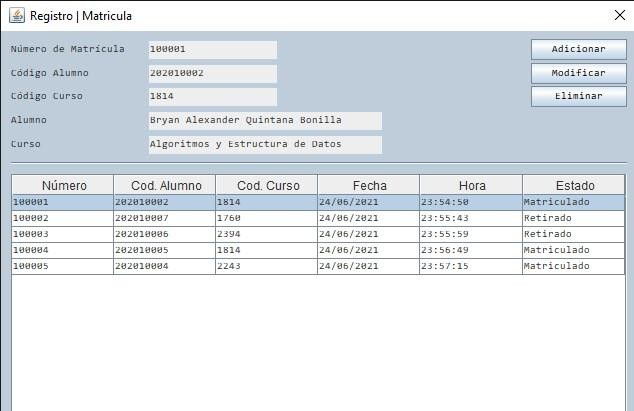 Registro | Matricula
Número de Matrícula 100001 Adicionar
Código Alumno 202010002 Modificar
Código Curso 1814 Eliminar
Alumno Bryan Alexander Quintana Bonilla
Curso Algoritmos y Estructura de Datos
Número Cod. Alumno Cod. Curso Fecha Hora Estado
100001 202010002 1814 24/06/2021 23:54:50 Matriculado
100002 202010007 1760 24/06/2021 23:55:43 Retirado
100003 202010006 2394 24/06/2021 23:55:59 Retirado
100004 202010005 1814 24/06/2021 23:56:49 Matriculado
100005 202010004 2243 24/06/2021 23:57:15 Matriculado